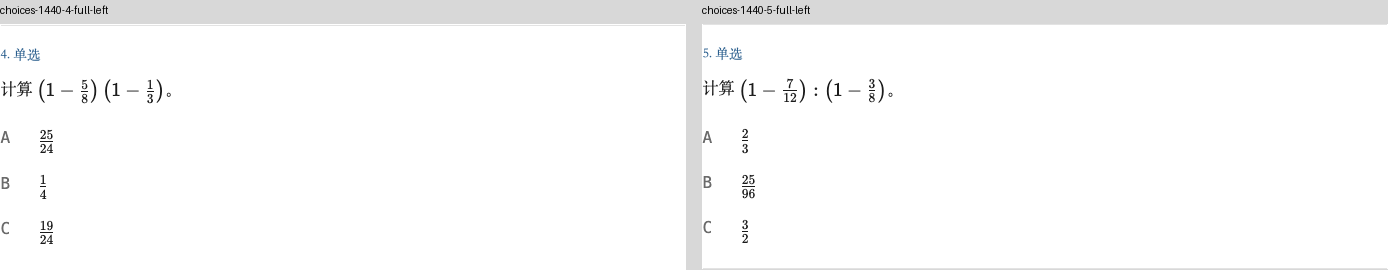 choices-1440-4-full-left
4. 单选
计算 (1 − 5/8) (1 − 1/3)。
A 25/24
B 1/4
C 19/24
choices-1440-5-full-left
5. 单选
计算 (1 − 7/12) : (1 − 3/8)。
A 2/3
B 25/96
C 3/2